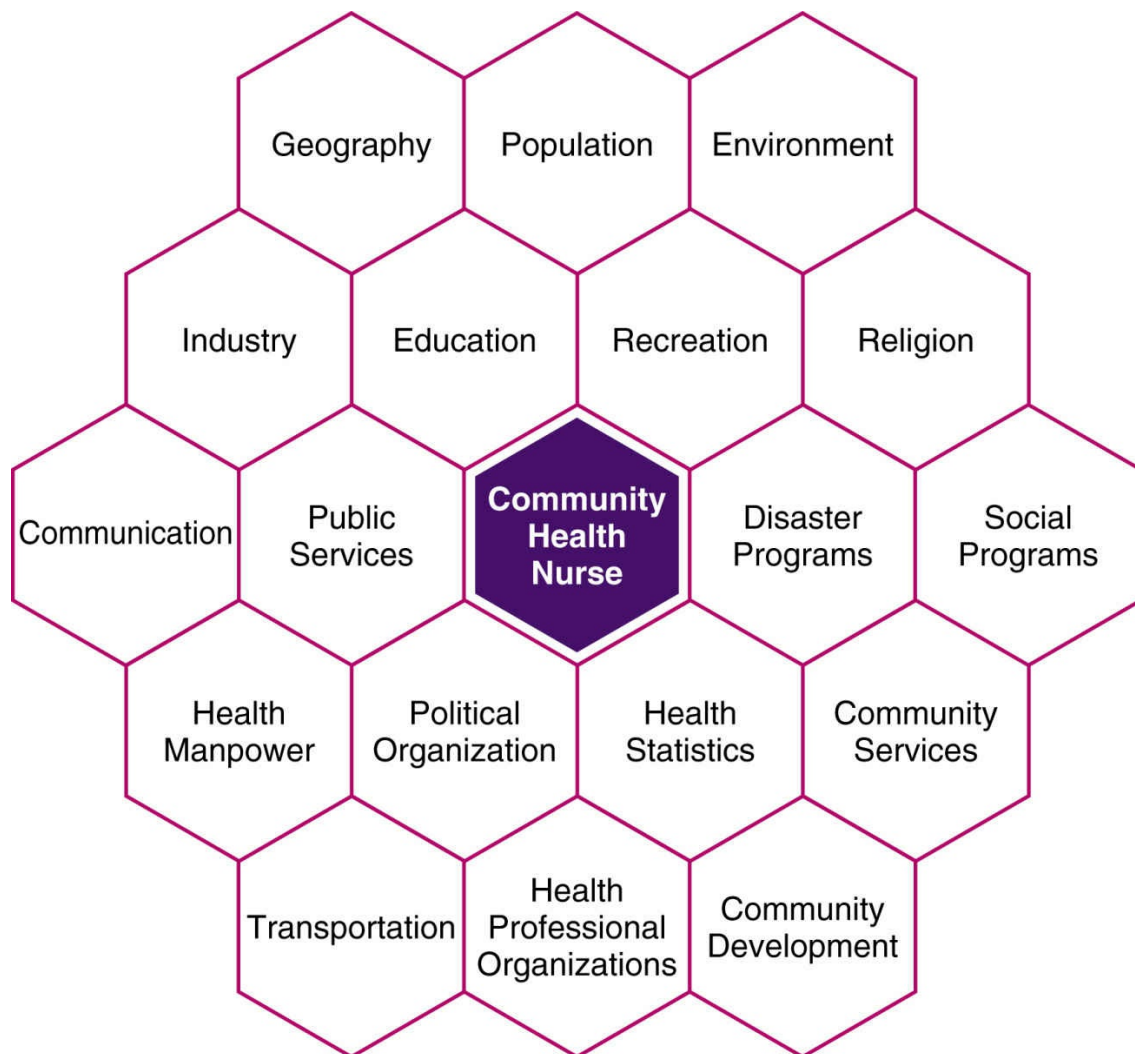 Geography
Population
Environment
Industry
Education
Recreation
Religion
Communication
Public
Services
Community
Health
Nurse
Disaster
Programs
Social
Programs
Health
Manpower
Political
Organization
Health
Statistics
Community
Services
Transportation
Health
Professional
Organizations
Community
Development